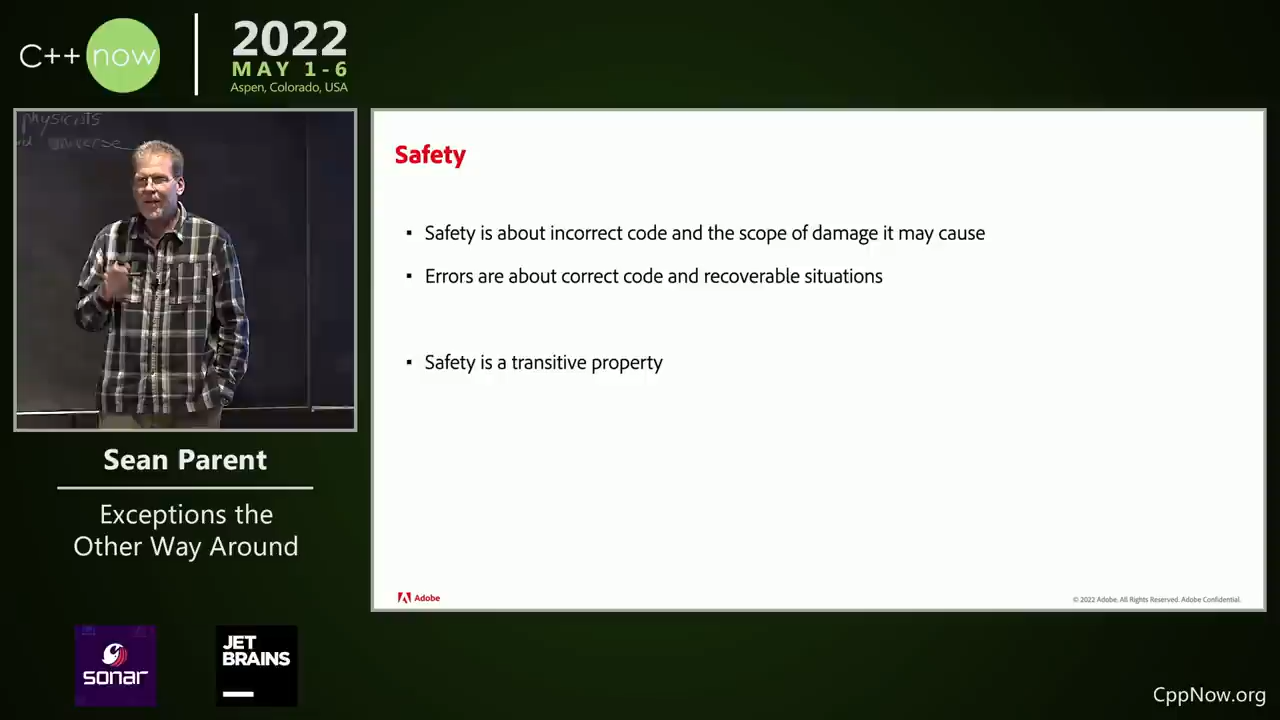 C++ now
2022
MAY 1-6
Aspen, Colorado, USA
physicists
universe
Sean Parent
Exceptions the
Other Way Around
Safety
▪ Safety is about incorrect code and the scope of damage it may cause
▪ Errors are about correct code and recoverable situations
▪ Safety is a transitive property
Adobe
© 2022 Adobe. All Rights Reserved. Adobe Confidential.
sonar
JET
BRAINS
CppNow.org